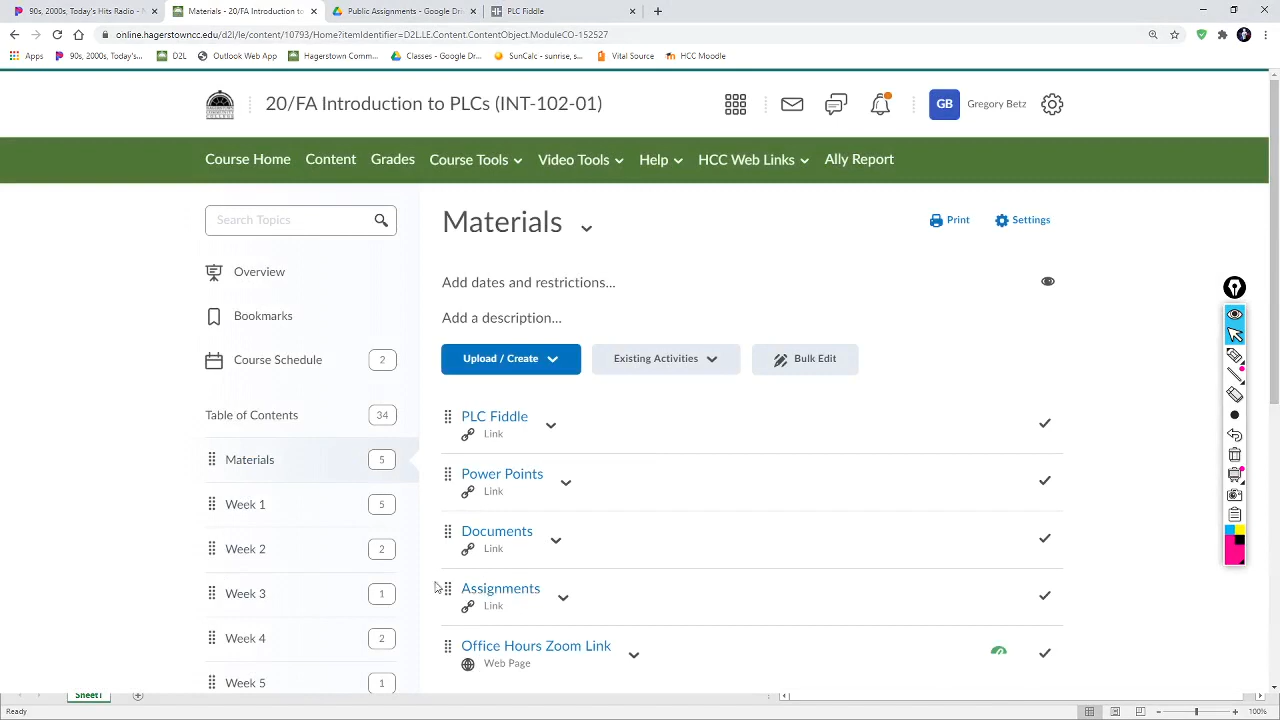 90s, 2000s, Today's Hits Radio -
Materials - 20/FA Introduction to
Public Assignments - Google Dr
PLC Fiddle
online.hagerstowncc.edu/d2l/le/content/10793/Home?itemIdentifier=D2L.LE.Content.ContentObject.ModuleCO-152527
Apps
90s, 2000s, Today's...
D2L
Outlook Web App
Hagerstown Comm...
Classes - Google Dr...
SunCalc - sunrise, s...
Vital Source
HCC Moodle
20/FA Introduction to PLCs (INT-102-01)
GB
Gregory Betz
Course Home
Content
Grades
Course Tools
Video Tools
Help
HCC Web Links
Ally Report
Search Topics
Overview
Bookmarks
Course Schedule
2
Table of Contents
34
Materials
5
Week 1
5
Week 2
2
Week 3
1
Week 4
2
Week 5
1
Materials
Print
Settings
Add dates and restrictions...
Add a description...
Upload / Create
Existing Activities
Bulk Edit
PLC Fiddle
Link
Power Points
Link
Documents
Link
Assignments
Link
Office Hours Zoom Link
Web Page
Sheet1
Ready
100%